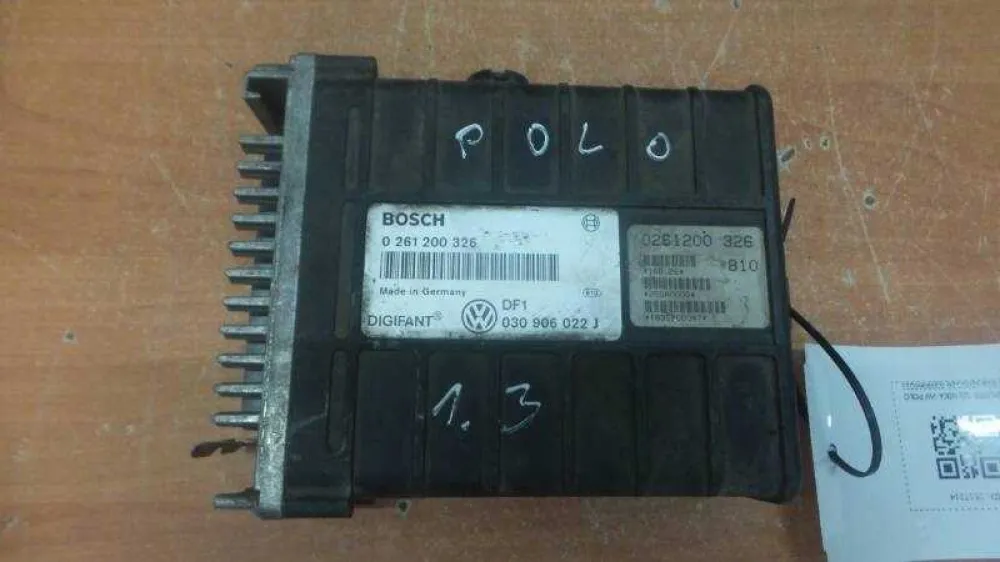 POLO
BOSCH
0 261 200 326
Made in Germany
DIGIFANT®
DF1
030 906 022 J
0261200 326
810
1.3